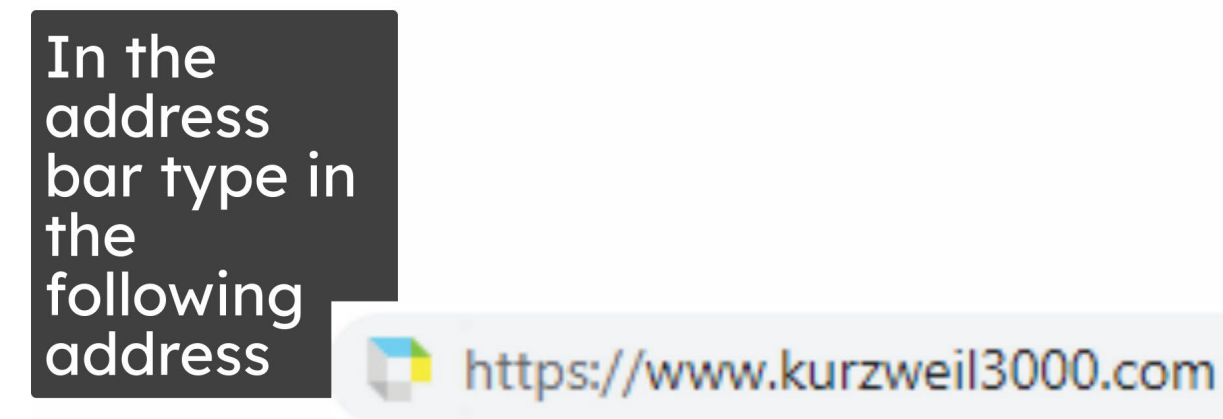 In the
address
bar type in
the
following
address
https://www.kurzweil3000.com